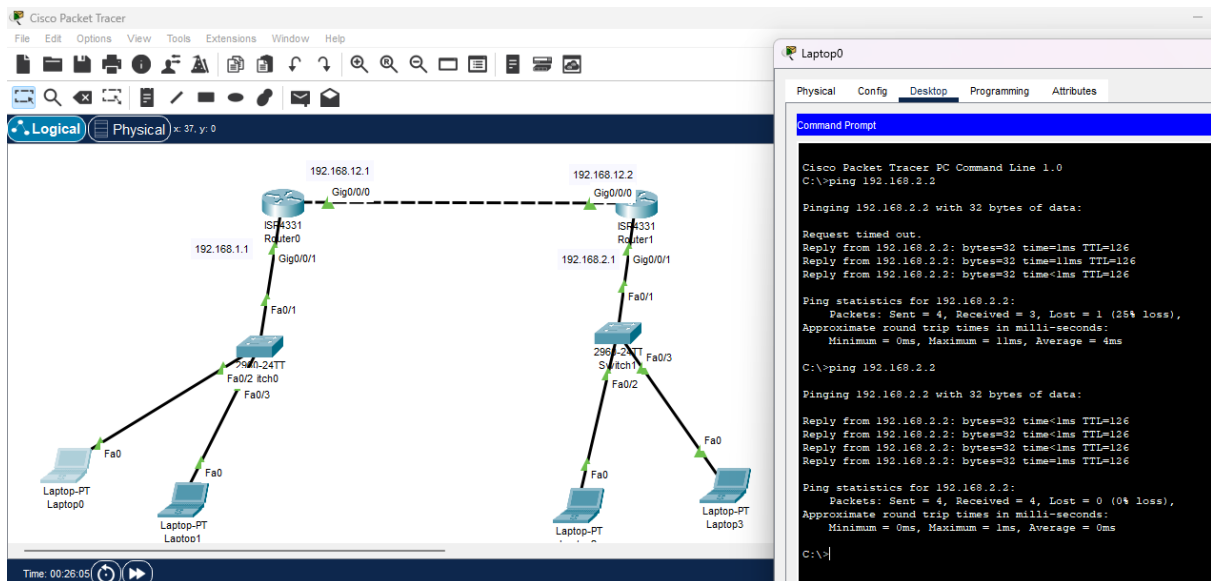 Cisco Packet Tracer
File Edit Options View Tools Extensions Window Help
Logical Physical x: 37, y: 0
192.168.12.1
Gig0/0/0
ISR4331
Router0
192.168.1.1
Gig0/0/1
Fa0/1
2960-24TT
Fa0/2 itch0
Fa0/3
Fa0
Laptop-PT
Laptop0
Fa0
Laptop-PT
Laptop1
192.168.12.2
Gig0/0/0
ISR4331
Router1
192.168.2.1
Gig0/0/1
Fa0/1
2960-24TT
Switch1
Fa0/3
Fa0/2
Fa0
Laptop-PT
Fa0
Laptop-PT
Laptop3
Time: 00:26:05
Laptop0
Physical Config Desktop Programming Attributes
Command Prompt
Cisco Packet Tracer PC Command Line 1.0
C:\>ping 192.168.2.2
Pinging 192.168.2.2 with 32 bytes of data:
Request timed out.
Reply from 192.168.2.2: bytes=32 time=1ms TTL=126
Reply from 192.168.2.2: bytes=32 time=11ms TTL=126
Reply from 192.168.2.2: bytes=32 time<1ms TTL=126
Ping statistics for 192.168.2.2:
Packets: Sent = 4, Received = 3, Lost = 1 (25% loss),
Approximate round trip times in milli-seconds:
Minimum = 0ms, Maximum = 11ms, Average = 4ms
C:\>ping 192.168.2.2
Pinging 192.168.2.2 with 32 bytes of data:
Reply from 192.168.2.2: bytes=32 time<1ms TTL=126
Reply from 192.168.2.2: bytes=32 time<1ms TTL=126
Reply from 192.168.2.2: bytes=32 time<1ms TTL=126
Reply from 192.168.2.2: bytes=32 time=1ms TTL=126
Ping statistics for 192.168.2.2:
Packets: Sent = 4, Received = 4, Lost = 0 (0% loss),
Approximate round trip times in milli-seconds:
Minimum = 0ms, Maximum = 1ms, Average = 0ms
C:\>